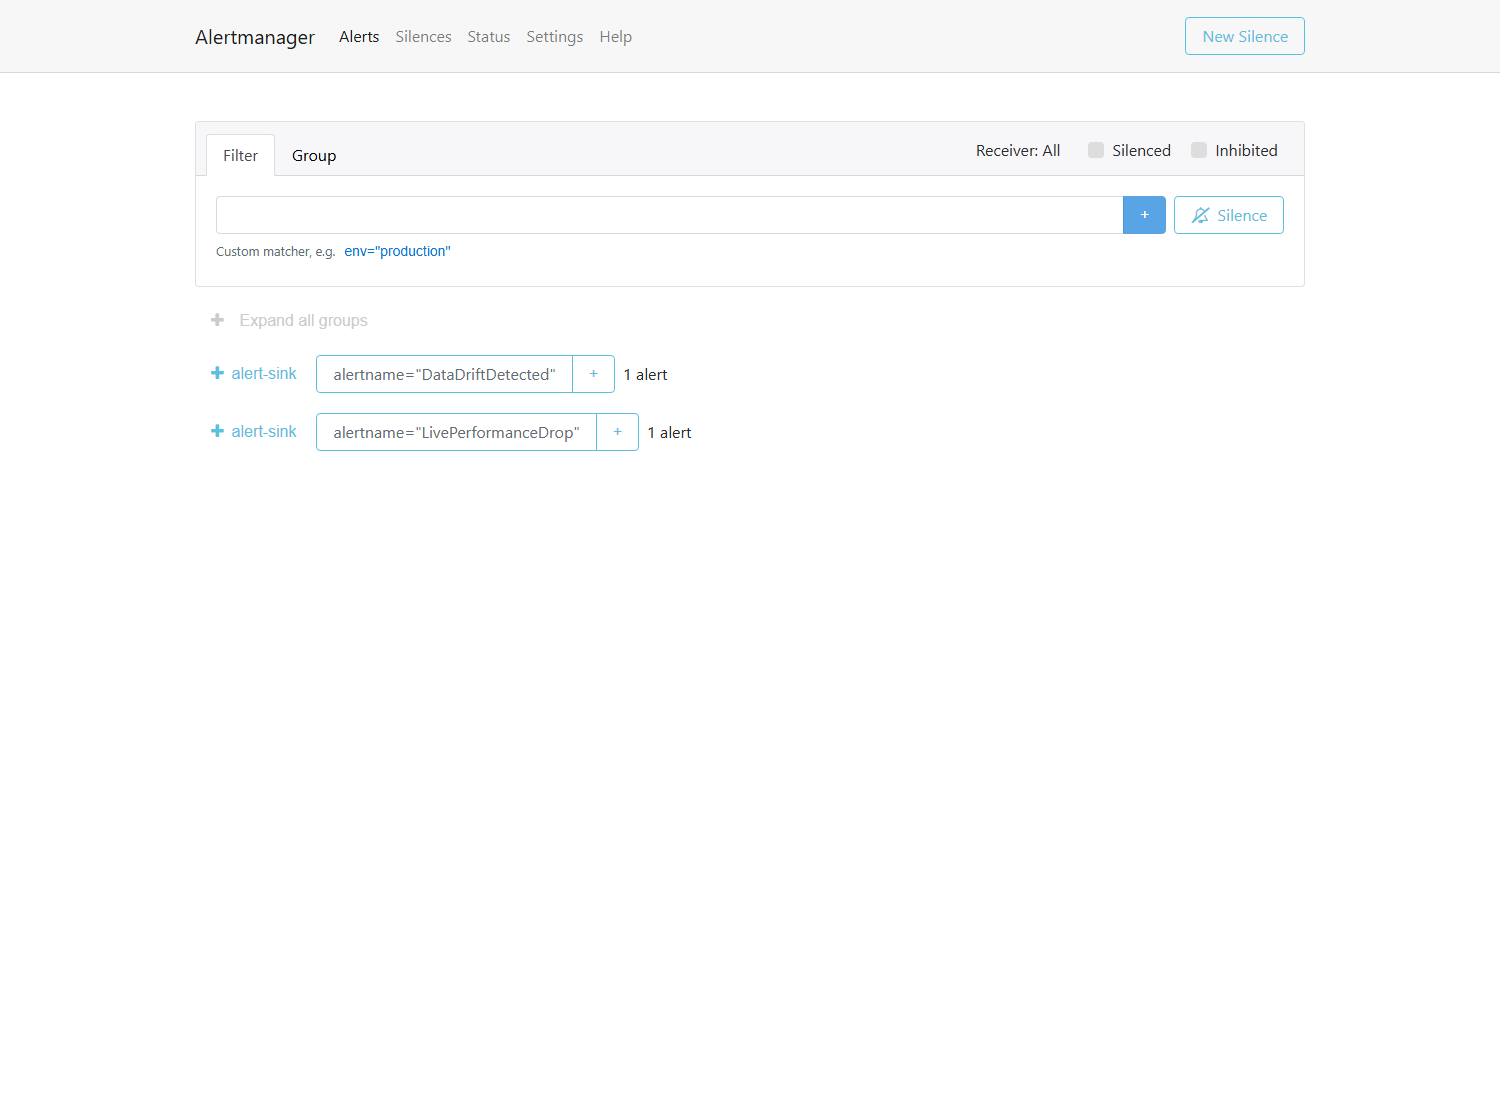 Alertmanager Alerts Silences Status Settings Help New Silence
Filter Group Receiver: All Silenced Inhibited
+ Silence
Custom matcher, e.g. env="production"
+ Expand all groups
+ alert-sink alertname="DataDriftDetected" + 1 alert
+ alert-sink alertname="LivePerformanceDrop" + 1 alert